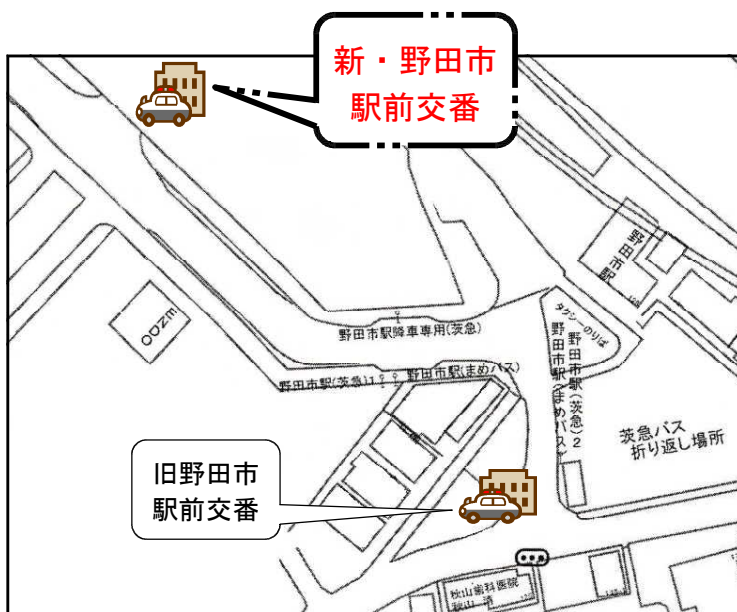 新・野田市
駅前交番
野田市
駅
タクシーのりば
ENDO
野田市駅降車専用(茨急)
野田市駅(茨急)1
野田市駅(まめバス)
野田市駅(茨急)2
野田市駅(まめバス)
茨急バス
折り返し場所
旧野田市
駅前交番
秋山歯科医院
秋山